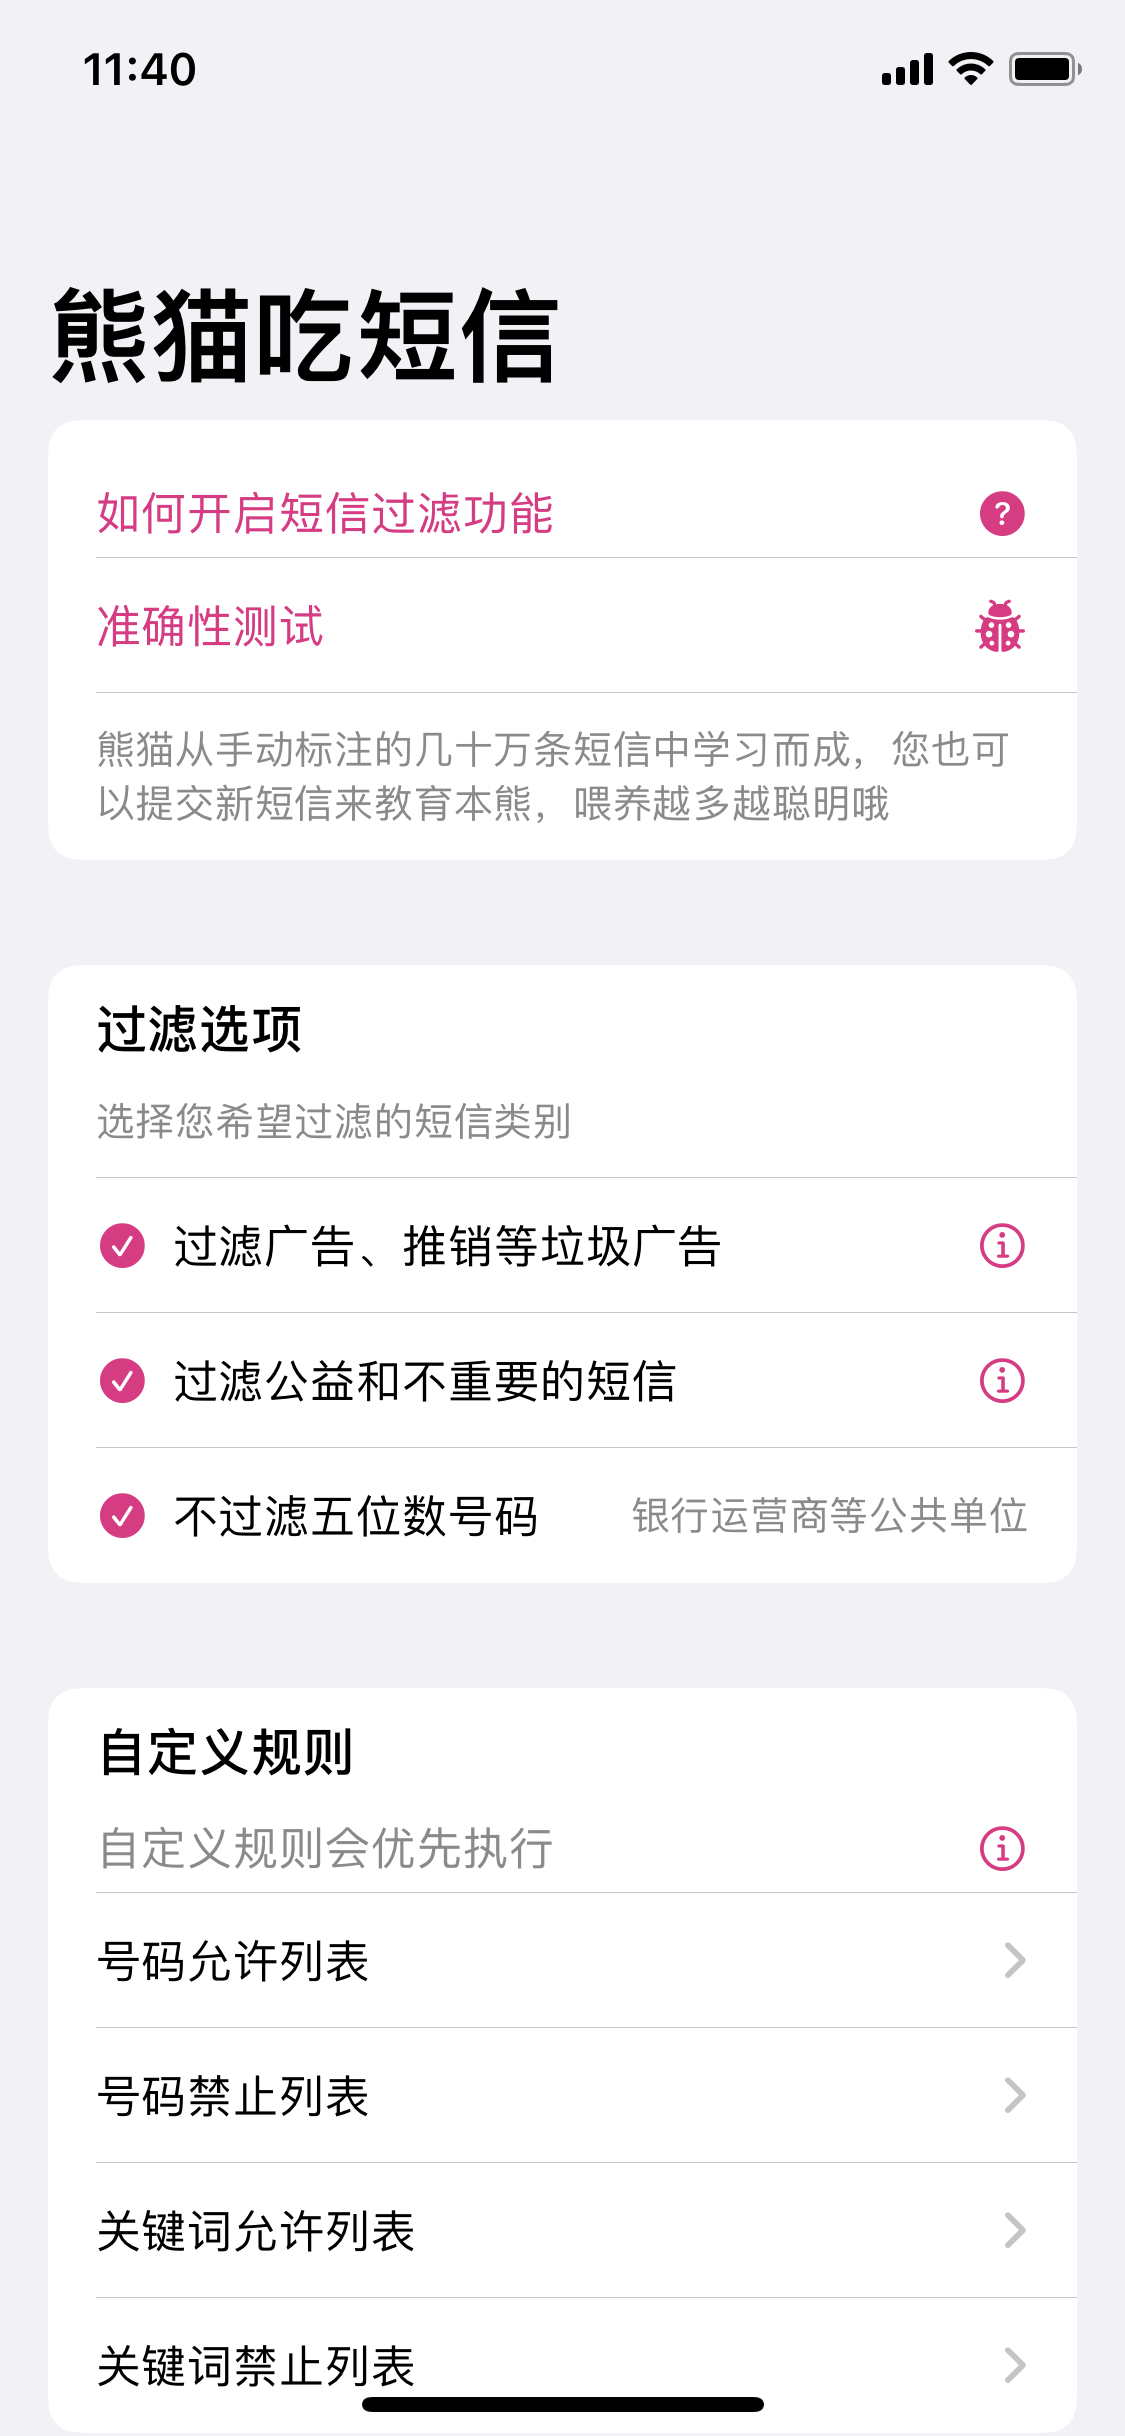 11:40
熊猫吃短信
如何开启短信过滤功能
准确性测试
熊猫从手动标注的几十万条短信中学习而成，您也可
以提交新短信来教育本熊，喂养越多越聪明哦
过滤选项
选择您希望过滤的短信类别
过滤广告、推销等垃圾广告
过滤公益和不重要的短信
不过滤五位数号码 银行运营商等公共单位
自定义规则
自定义规则会优先执行
号码允许列表
号码禁止列表
关键词允许列表
关键词禁止列表